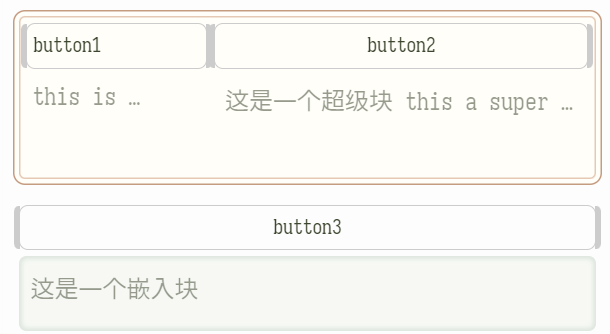 button1 button2
this is …
这是一个超级块 this a super …
button3
这是一个嵌入块